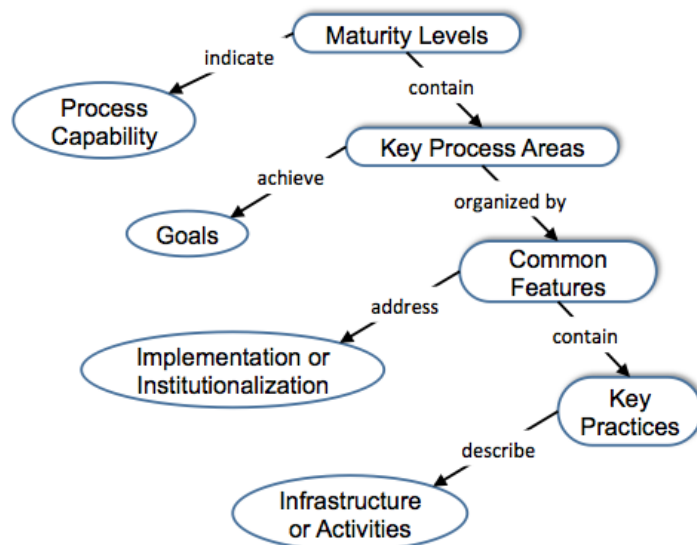 Maturity Levels
indicate
contain
Process
Capability
Key Process Areas
achieve
organized by
Goals
Common
Features
address
contain
Implementation or
Institutionalization
Key
Practices
describe
Infrastructure
or Activities